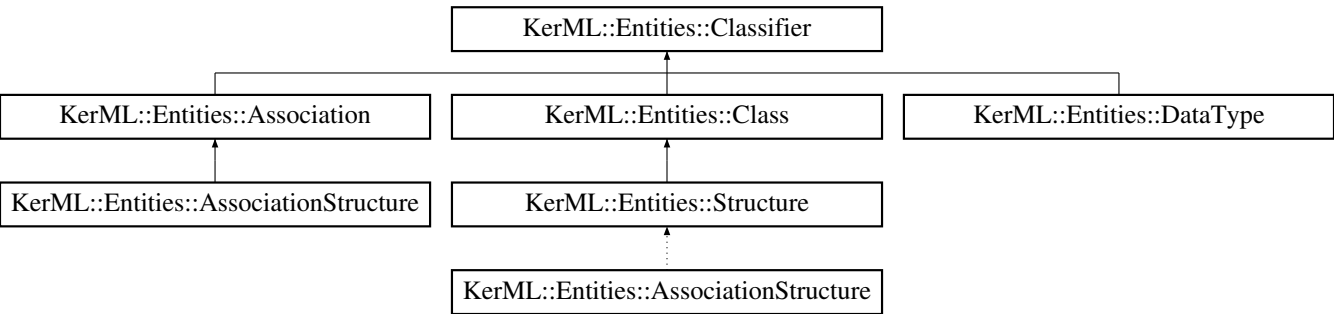 KerML::Entities::Classifier
KerML::Entities::Association
KerML::Entities::Class
KerML::Entities::DataType
KerML::Entities::AssociationStructure
KerML::Entities::Structure
KerML::Entities::AssociationStructure